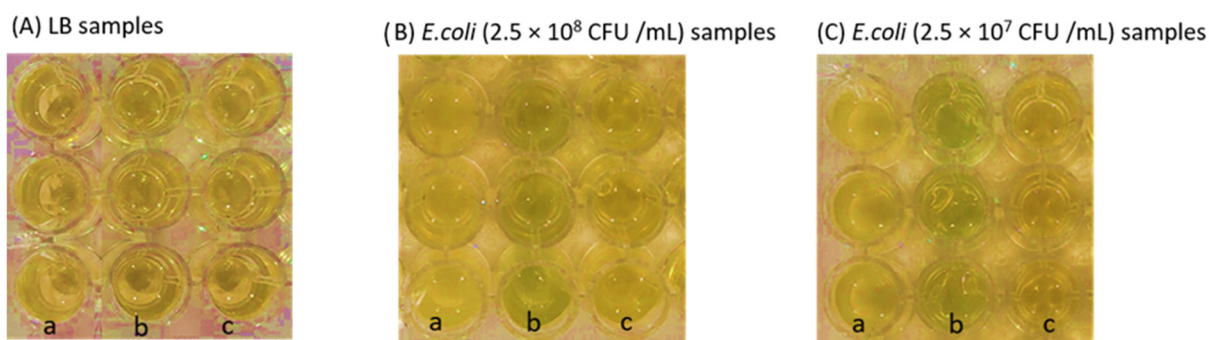 (A) LB samples
(B) E.coli (2.5 × 10⁸ CFU /mL) samples
(C) E.coli (2.5 × 10⁷ CFU /mL) samples
a b c
a b c
a b c